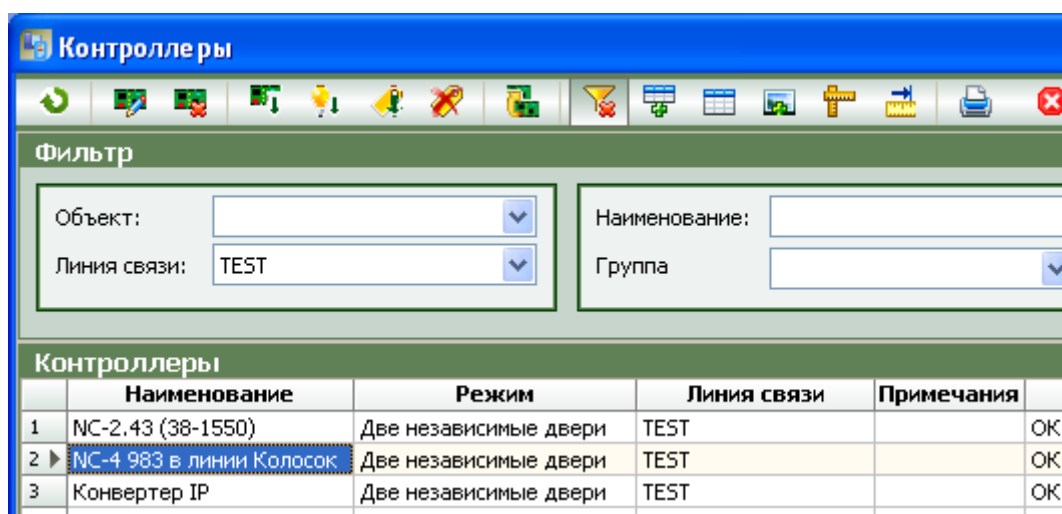 Контроллеры
Фильтр
Объект:
Наименование:
Линия связи: TEST
Группа
Контроллеры
Наименование Режим Линия связи Примечания
1 NC-2.43 (38-1550) Две независимые двери TEST OK
2 NC-4 983 в линии Колосок Две независимые двери TEST OK
3 Конвертер IP Две независимые двери TEST OK